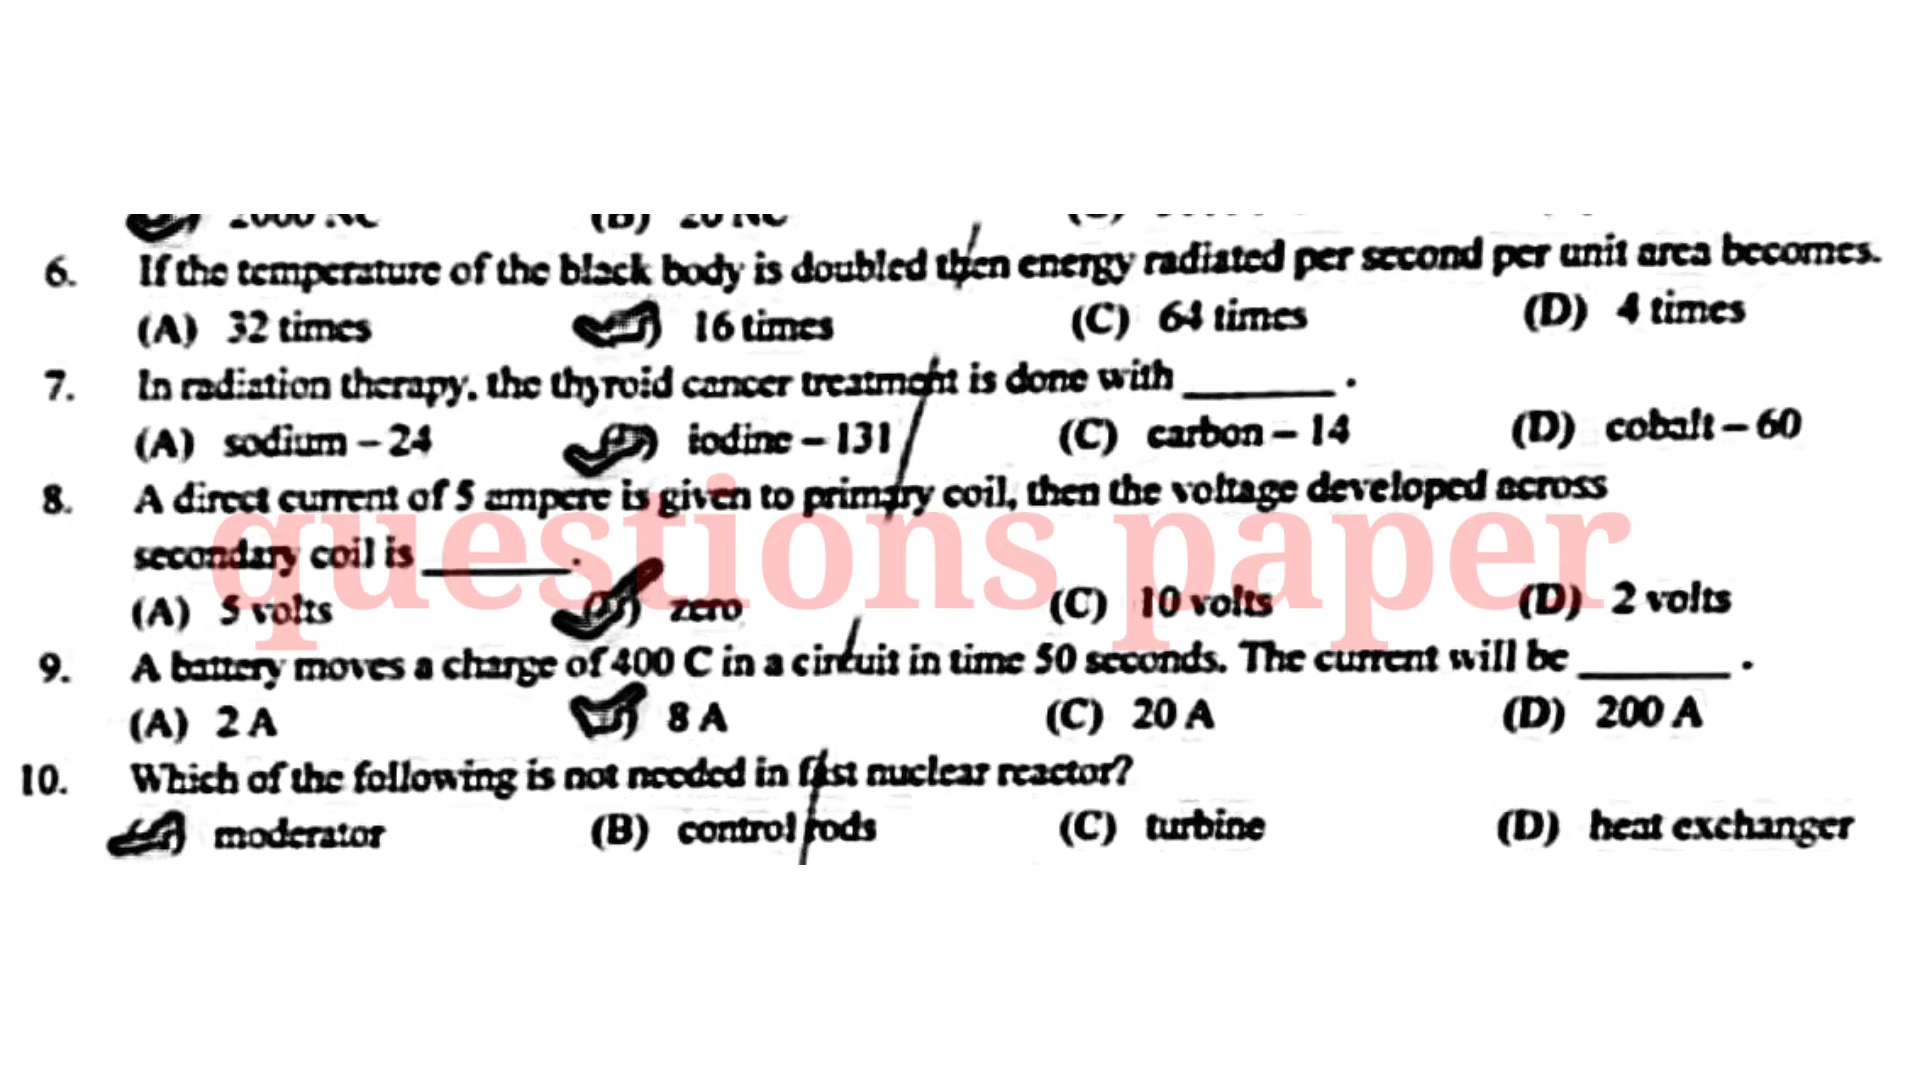 6. If the temperature of the black body is doubled then energy radiated per second per unit area becomes.
(A) 32 times 16 times (C) 64 times (D) 4 times
7. In radiation therapy, the thyroid cancer treatment is done with ______ .
(A) sodium – 24 (B) iodine – 131 (C) carbon – 14 (D) cobalt – 60
8. A direct current of 5 ampere is given to primary coil, then the voltage developed across
secondary coil is ______ .
questions paper
(A) 5 volts (B) zero (C) 10 volts (D) 2 volts
9. A battery moves a charge of 400 C in a circuit in time 50 seconds. The current will be ______ .
(A) 2 A 8 A (C) 20 A (D) 200 A
10. Which of the following is not needed in fast nuclear reactor?
moderator (B) control rods (C) turbine (D) heat exchanger